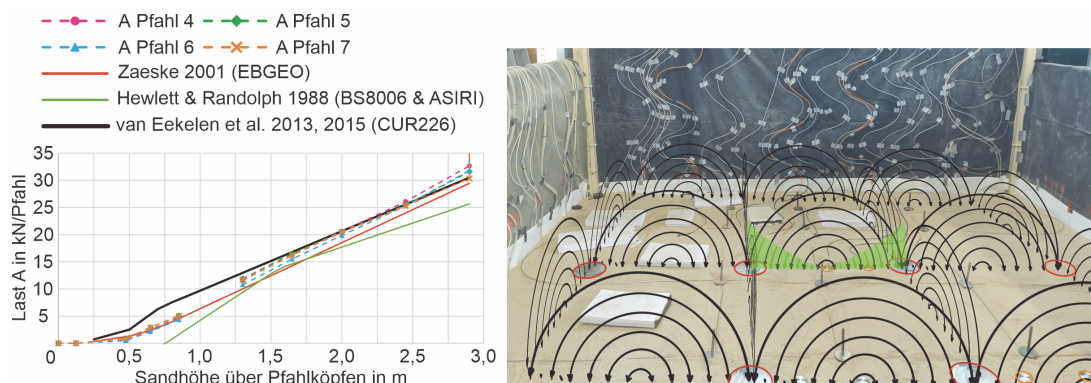 A Pfahl 4 A Pfahl 5
A Pfahl 6 A Pfahl 7
Zaeske 2001 (EBGEO)
Hewlett & Randolph 1988 (BS8006 & ASIRI)
van Eekelen et al. 2013, 2015 (CUR226)
Last A in kN/Pfahl
35
30
25
20
15
10
5
0 0,5 1,0 1,5 2,0 2,5 3,0
Sandhöhe über Pfahlköpfen in m